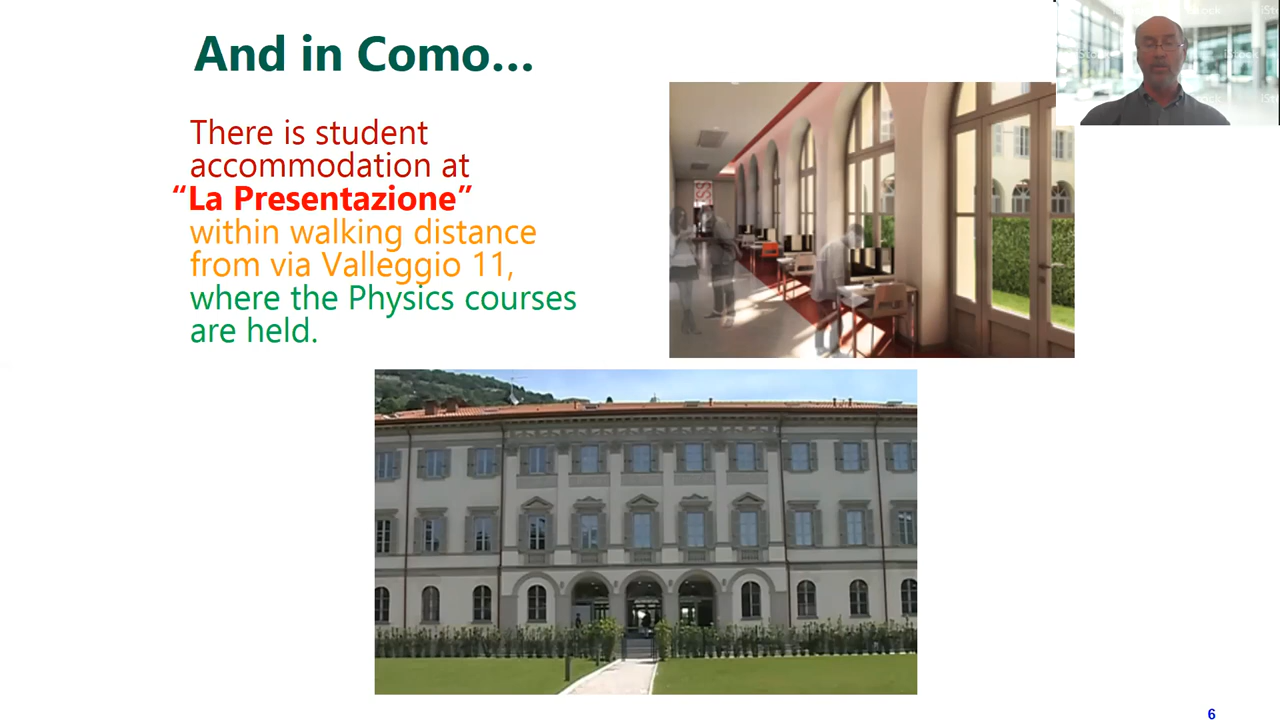 And in Como...
There is student
accommodation at
“La Presentazione”
within walking distance
from via Valleggio 11,
where the Physics courses
are held.
6